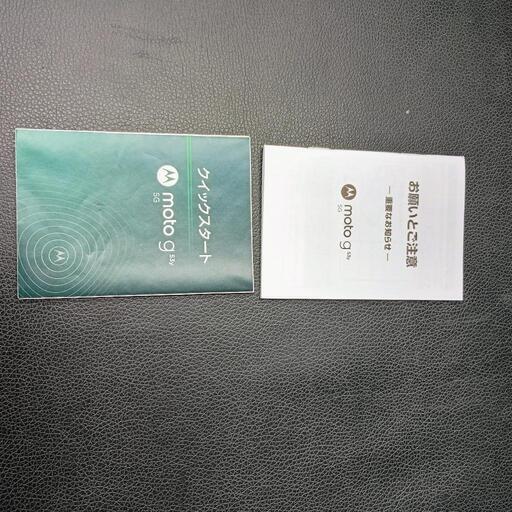 クイックスタート
moto g 53y
5G
お願いとご注意
― 重要なお知らせ ―
moto g 53y
5G